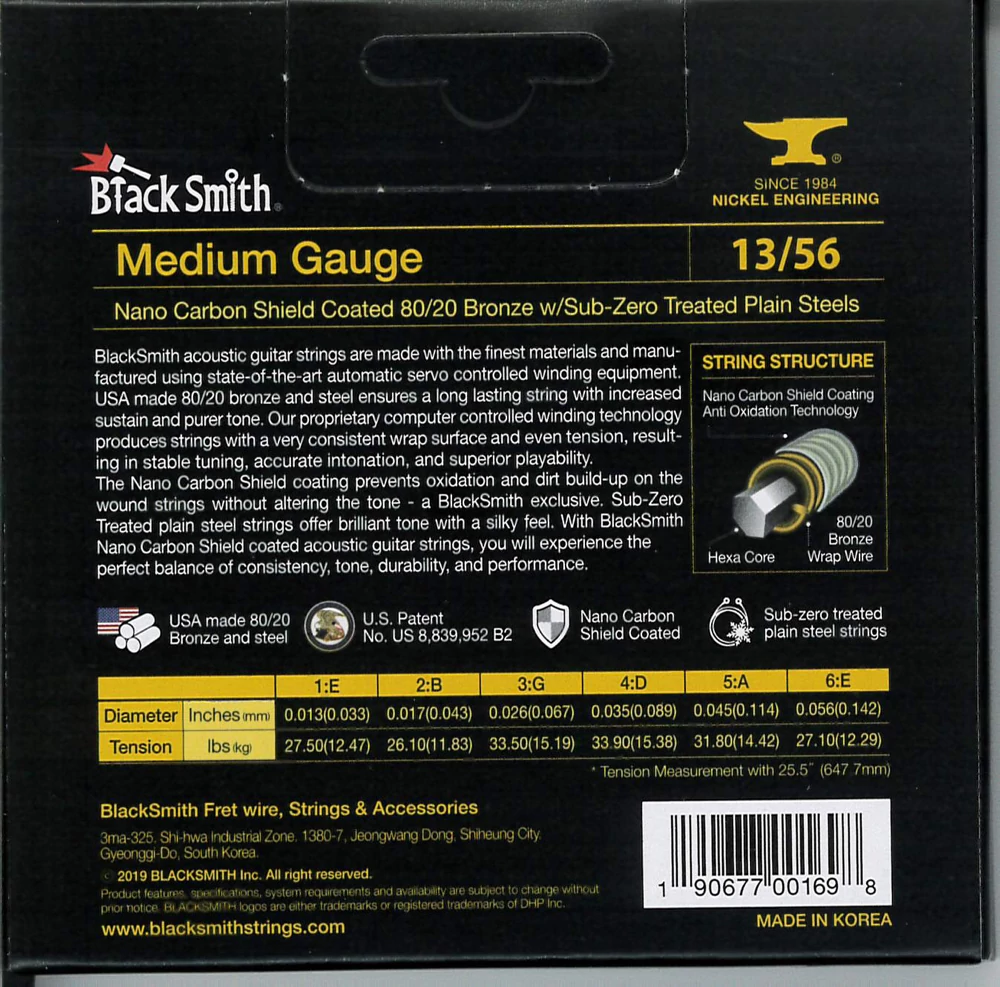 Black Smith®
®
SINCE 1984
NICKEL ENGINEERING
Medium Gauge
13/56
Nano Carbon Shield Coated 80/20 Bronze w/Sub-Zero Treated Plain Steels
BlackSmith acoustic guitar strings are made with the finest materials and manu-
factured using state-of-the-art automatic servo controlled winding equipment.
USA made 80/20 bronze and steel ensures a long lasting string with increased
sustain and purer tone. Our proprietary computer controlled winding technology
produces strings with a very consistent wrap surface and even tension, result-
ing in stable tuning, accurate intonation, and superior playability.
The Nano Carbon Shield coating prevents oxidation and dirt build-up on the
wound strings without altering the tone - a BlackSmith exclusive. Sub-Zero
Treated plain steel strings offer brilliant tone with a silky feel. With BlackSmith
Nano Carbon Shield coated acoustic guitar strings, you will experience the
perfect balance of consistency, tone, durability, and performance.
STRING STRUCTURE
Nano Carbon Shield Coating
Anti Oxidation Technology
80/20
Bronze
Hexa Core Wrap Wire
USA made 80/20
Bronze and steel
U.S. Patent
No. US 8,839,952 B2
Nano Carbon
Shield Coated
Sub-zero treated
plain steel strings
1:E 2:B 3:G 4:D 5:A 6:E
Diameter Inches (mm) 0.013(0.033) 0.017(0.043) 0.026(0.067) 0.035(0.089) 0.045(0.114) 0.056(0.142)
Tension lbs (kg) 27.50(12.47) 26.10(11.83) 33.50(15.19) 33.90(15.38) 31.80(14.42) 27.10(12.29)
* Tension Measurement with 25.5" (647 7mm)
BlackSmith Fret wire, Strings & Accessories
3ma-325. Shi-hwa Industrial Zone. 1380-7, Jeongwang Dong, Shiheung City.
Gyeonggi-Do, South Korea.
© 2019 BLACKSMITH Inc. All right reserved.
Product features, specifications, system requirements and availability are subject to change without
prior notice. BLACKSMITH logos are either trademarks or registered trademarks of DHP Inc.
www.blacksmithstrings.com
1 90677 00169 8
MADE IN KOREA